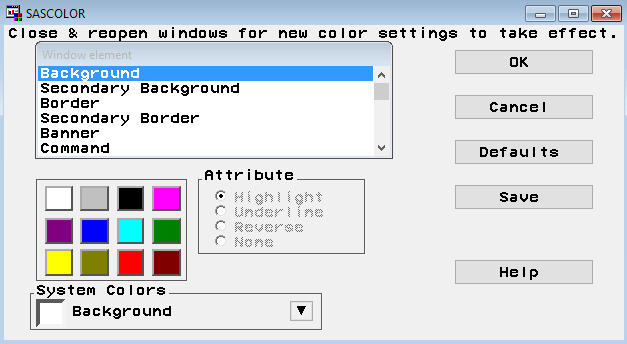 SASCOLOR
Close & reopen windows for new color settings to take effect.
Window element
Background
Secondary Background
Border
Secondary Border
Banner
Command
OK
Cancel
Defaults
Save
Help
Attribute
Highlight
Underline
Reverse
None
System Colors
Background